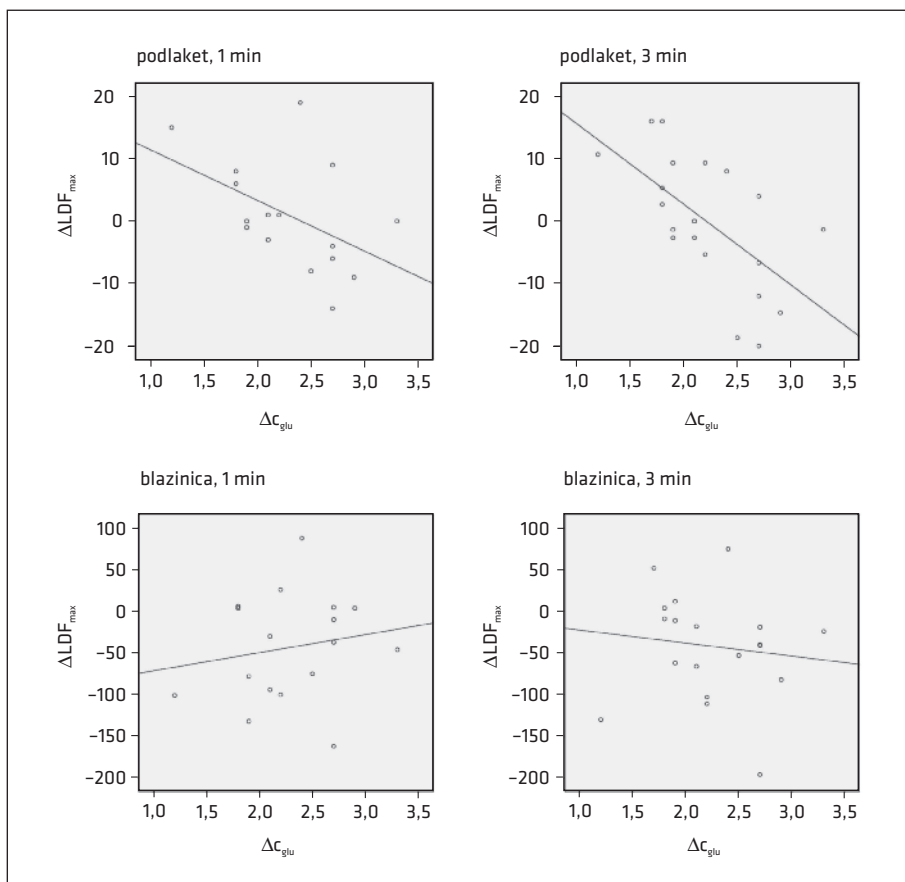 podlaket, 1 min
20
10
0
−10
−20
ΔLDFmax
1,0 1,5 2,0 2,5 3,0 3,5
Δcglu
podlaket, 3 min
20
10
0
−10
−20
ΔLDFmax
1,0 1,5 2,0 2,5 3,0 3,5
Δcglu
blazinica, 1 min
100
50
0
−50
−100
−150
−200
ΔLDFmax
1,0 1,5 2,0 2,5 3,0 3,5
Δcglu
blazinica, 3 min
100
50
0
−50
−100
−150
−200
ΔLDFmax
1,0 1,5 2,0 2,5 3,0 3,5
Δcglu